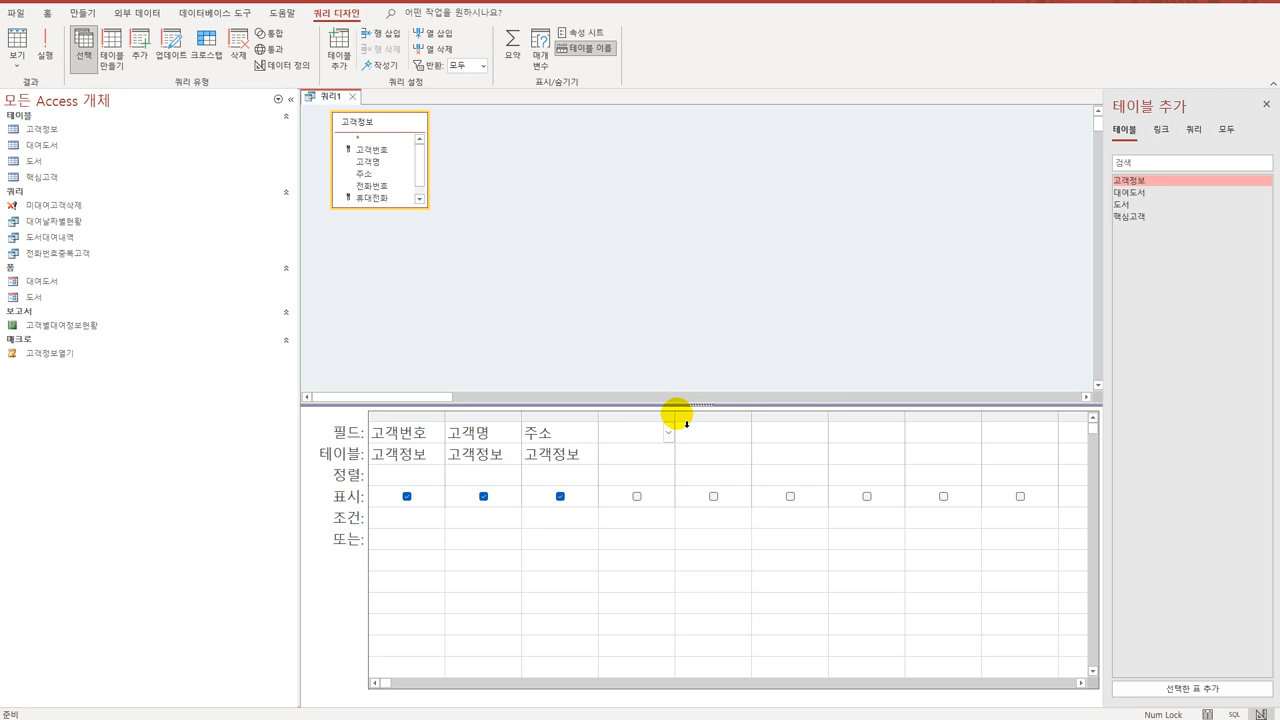 파일 홈 만들기 외부 데이터 데이터베이스 도구 도움말 쿼리 디자인 어떤 작업을 원하시나요?
보기 실행 선택 테이블 만들기 추가 업데이트 크로스탭 삭제 통합 통과 데이터 정의
테이블 추가 행 삽입 행 삭제 작성기 열 삽입 열 삭제 반환: 모두
요약 매개 변수 속성 시트 테이블 이름
결과 쿼리 유형 쿼리 설정 표시/숨기기
모든 Access 개체
테이블
고객정보
대여도서
도서
핵심고객
쿼리
미대여고객삭제
대여날짜별현황
도서대여내역
전화번호중복고객
폼
대여도서
도서
보고서
고객별대여정보현황
매크로
고객정보열기
쿼리1
고객정보
*
고객번호
고객명
주소
전화번호
휴대전화
필드: 고객번호 고객명 주소
테이블: 고객정보 고객정보 고객정보
정렬:
표시:
조건:
또는:
테이블 추가
테이블 링크 쿼리 모두
검색
고객정보
대여도서
도서
핵심고객
선택한 표 추가
준비 Num Lock SQL